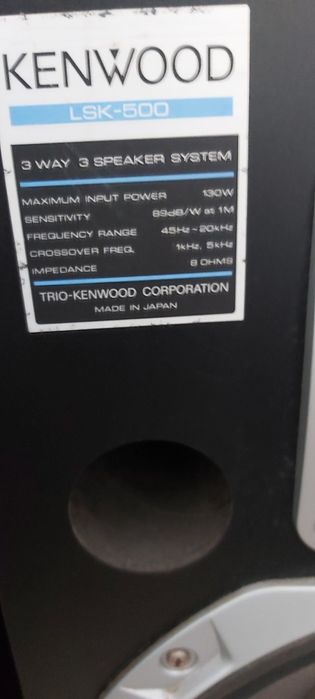 KENWOOD
LSK-500
3 WAY 3 SPEAKER SYSTEM
MAXIMUM INPUT POWER 130W
SENSITIVITY 89dB/W at 1M
FREQUENCY RANGE 45Hz~20kHz
CROSSOVER FREQ. 1kHz, 5kHz
IMPEDANCE 8 OHMS
TRIO-KENWOOD CORPORATION
MADE IN JAPAN